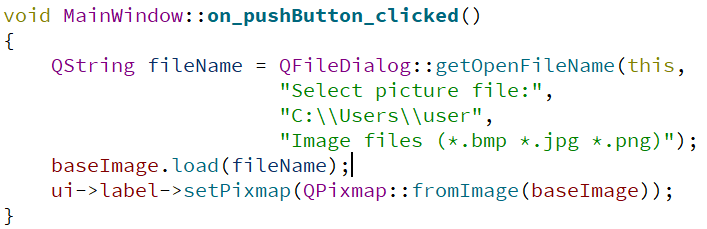 void MainWindow::on_pushButton_clicked()
{
    QString fileName = QFileDialog::getOpenFileName(this,
                       "Select picture file:",
                       "C:\\Users\\user",
                       "Image files (*.bmp *.jpg *.png)");
    baseImage.load(fileName);
    ui->label->setPixmap(QPixmap::fromImage(baseImage));
}